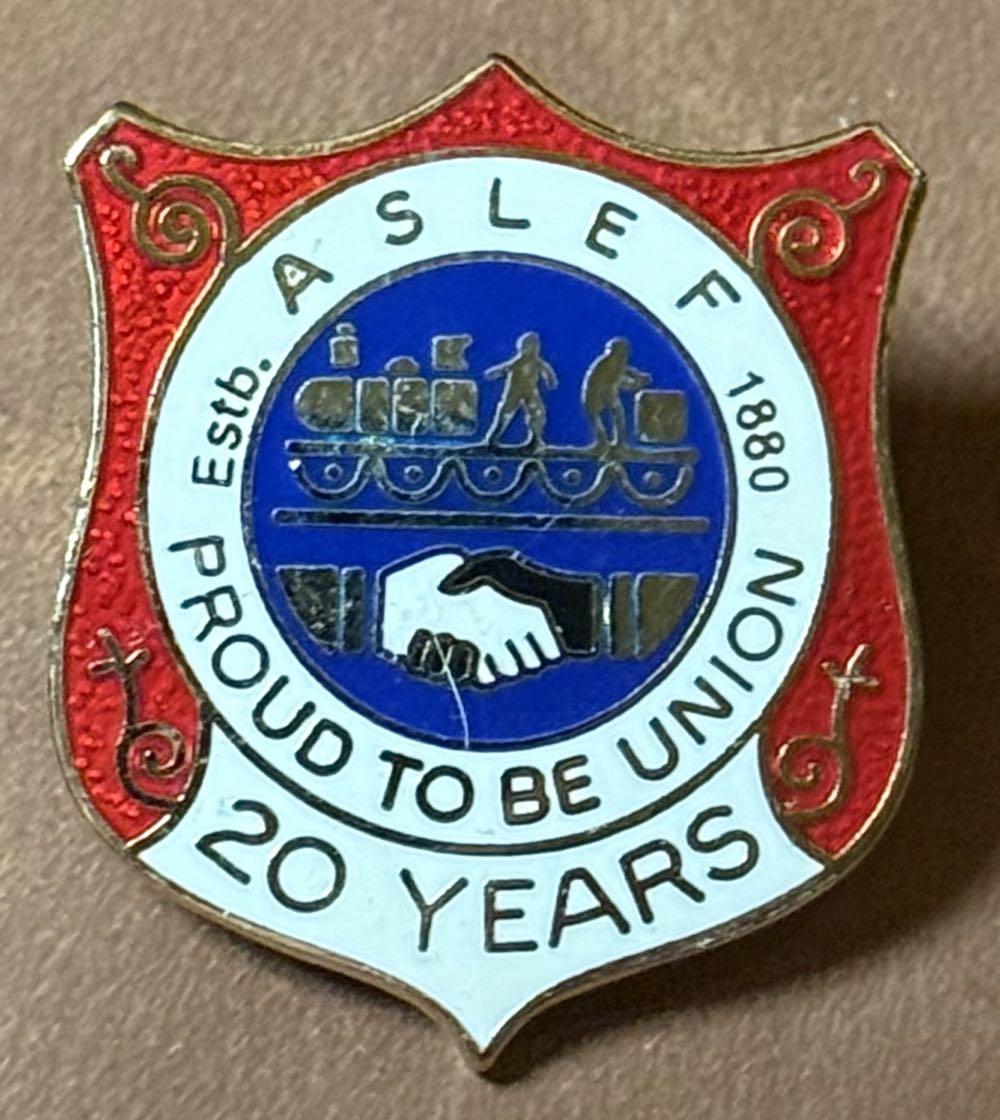 ASLEF
Estb. 1880
PROUD TO BE UNION
20 YEARS